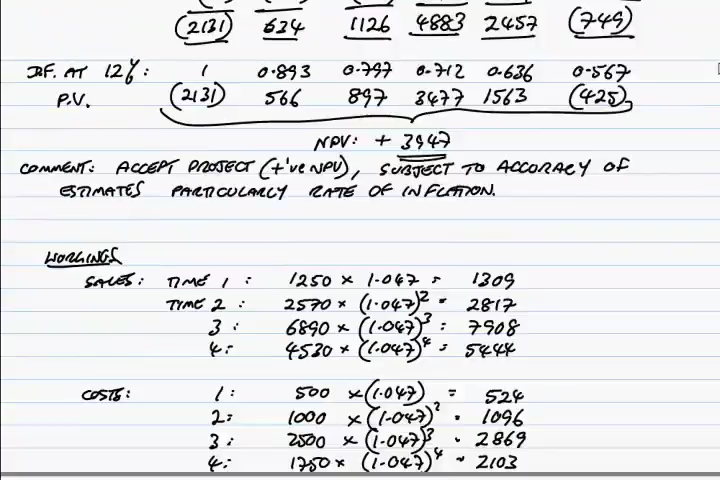 (2131) 634 1126 4883 2457 (749)
D.F. AT 12%: 1 0.893 0.797 0.712 0.636 0.567
P.V. (2131) 566 897 3477 1563 (425)
NPV: + 3947
COMMENT: ACCEPT PROJECT (+'ve NPV), SUBJECT TO ACCURACY OF
ESTIMATES PARTICULARLY RATE OF INFLATION.
WORKINGS
SALES: TIME 1: 1250 × 1.047 = 1309
TIME 2: 2570 × (1.047)² = 2817
3: 6890 × (1.047)³ = 7908
4: 4530 × (1.047)⁴ = 5444
COSTS: 1: 500 × (1.047) = 524
2: 1000 × (1.047)² = 1096
3: 2500 × (1.047)³ = 2869
4: 1750 × (1.047)⁴ = 2103